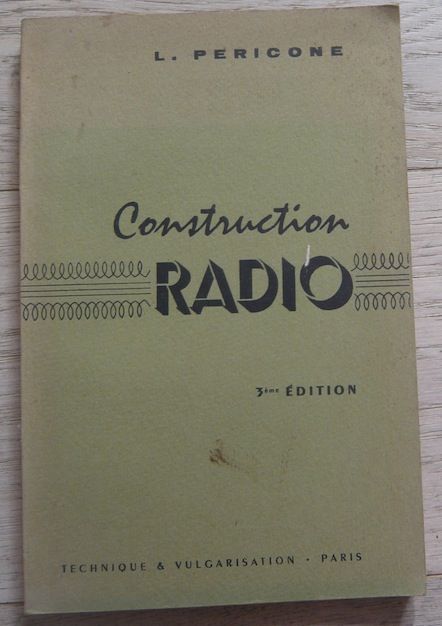 L. PERICONE
Construction
RADIO
3ème ÉDITION
TECHNIQUE & VULGARISATION - PARIS